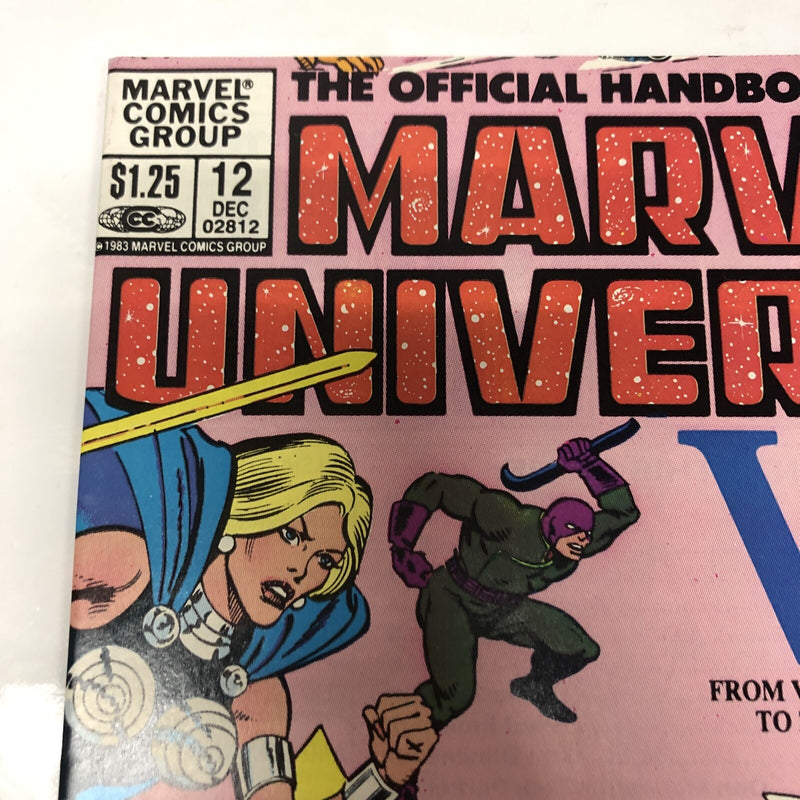 MARVEL®
COMICS
GROUP
$1.25
12
DEC
02812
CC
© 1983 MARVEL COMICS GROUP
THE OFFICIAL HANDBO
MARV
UNIVER
V
FROM W
TO